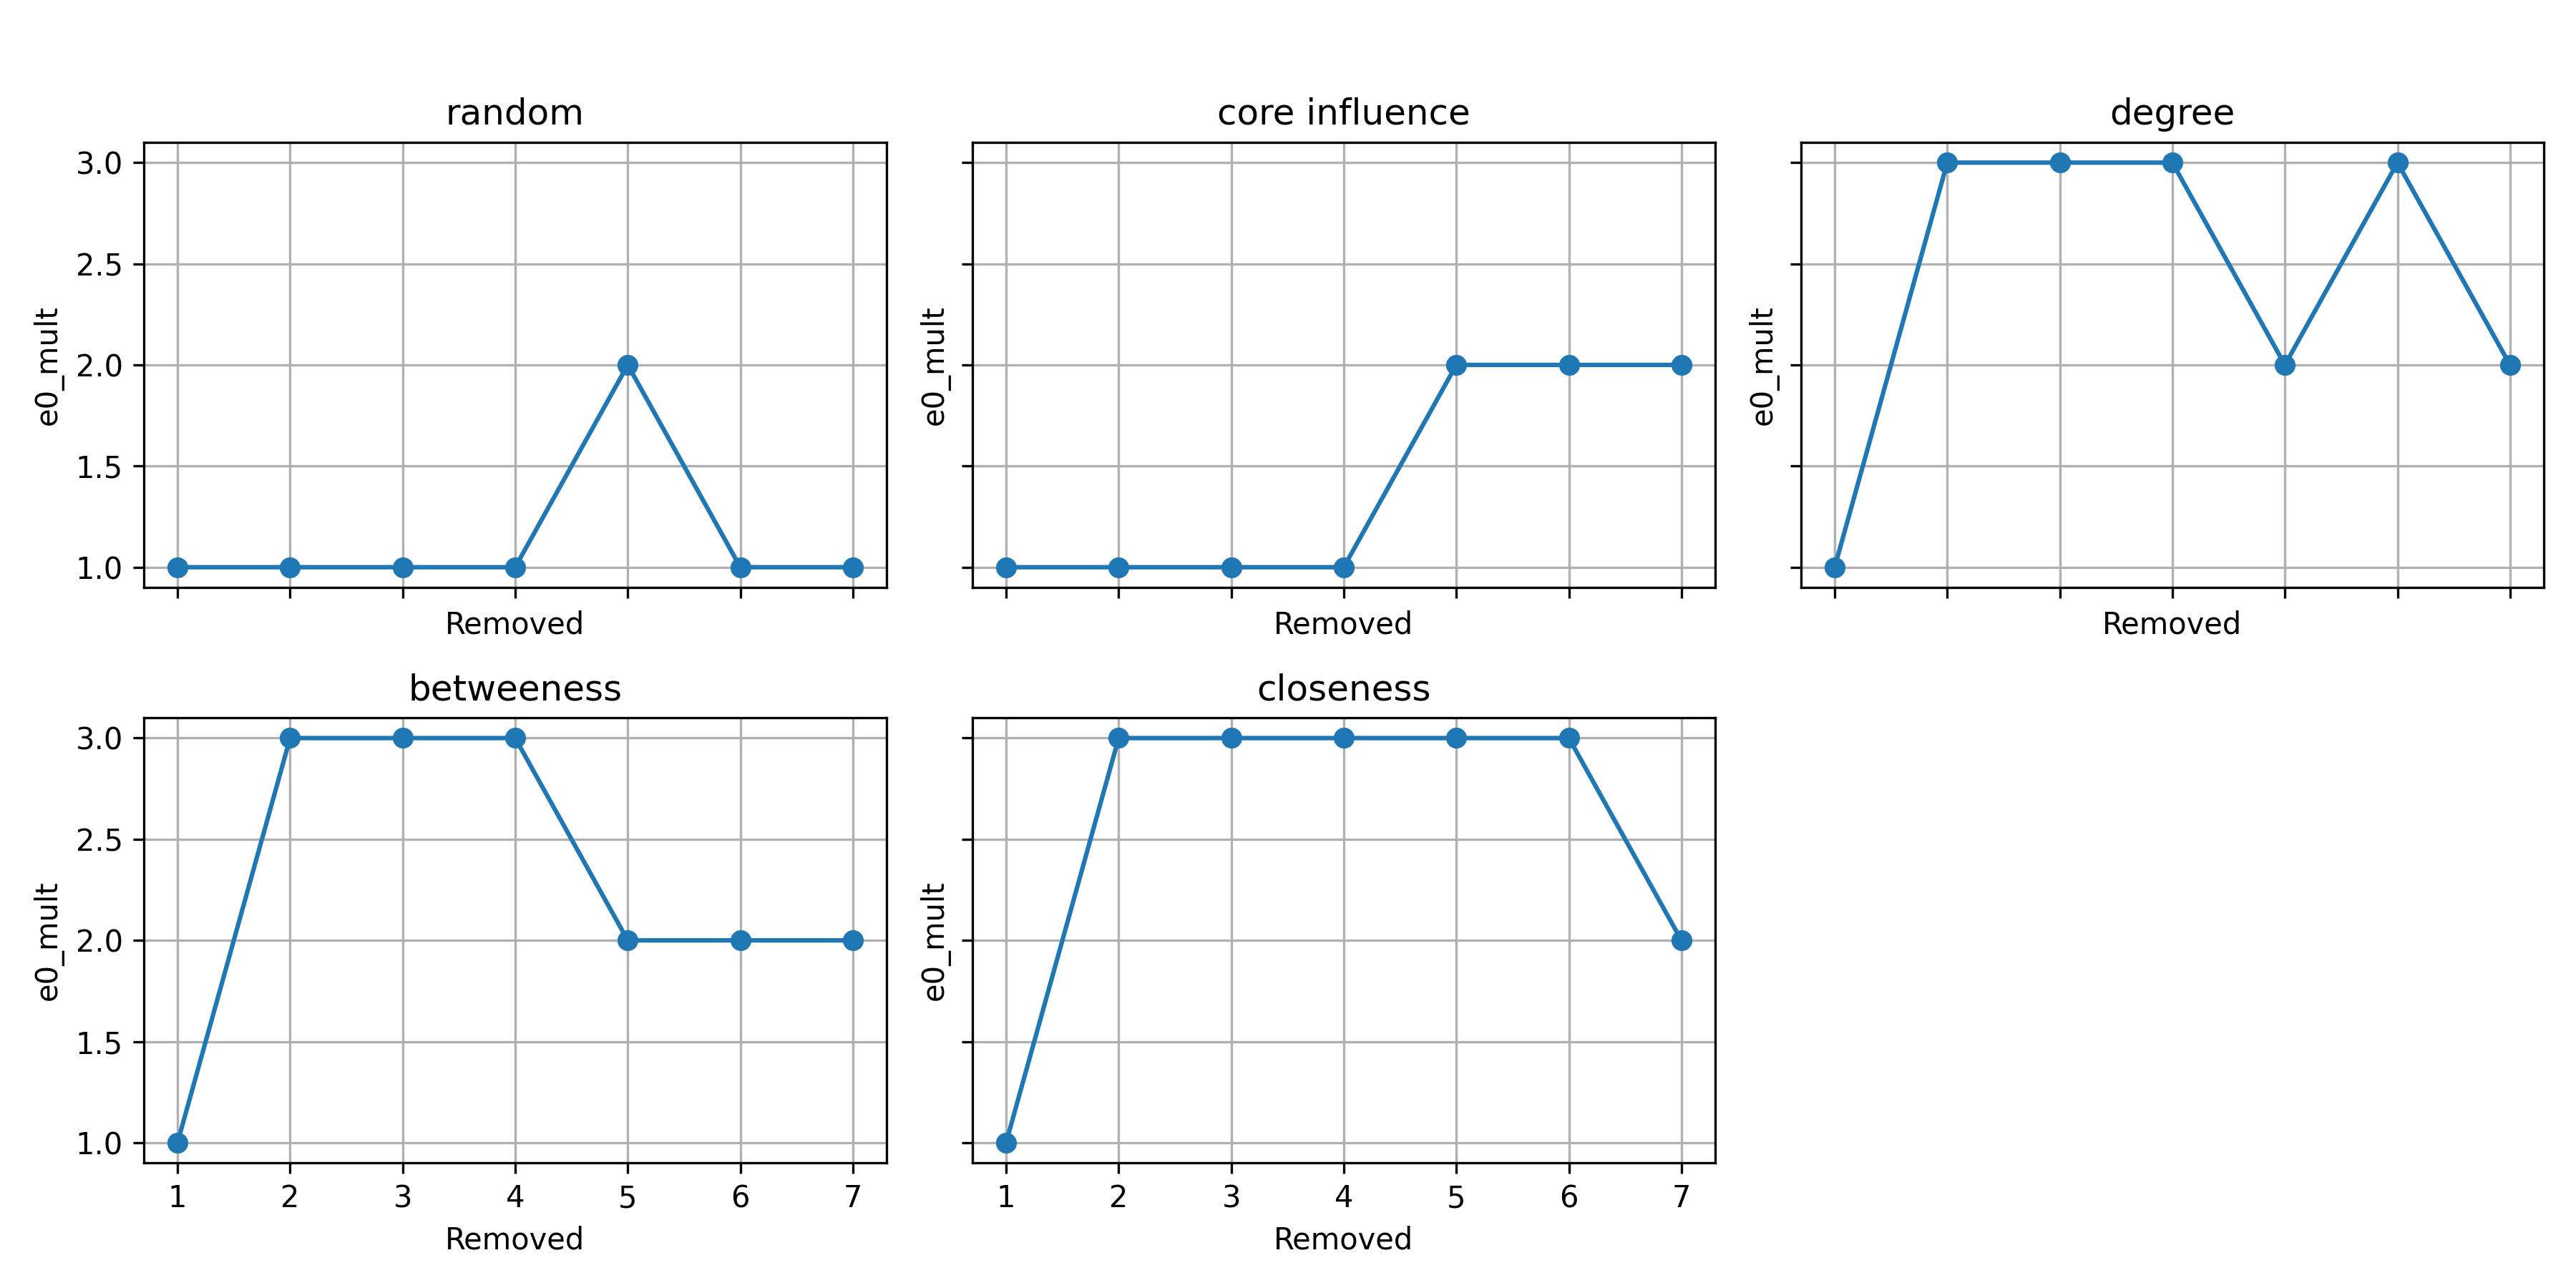 random
3.0
2.5
2.0
1.5
1.0
e0_mult
Removed
core influence
e0_mult
Removed
degree
e0_mult
Removed
betweeness
3.0
2.5
2.0
1.5
1.0
e0_mult
1 2 3 4 5 6 7
Removed
closeness
e0_mult
1 2 3 4 5 6 7
Removed